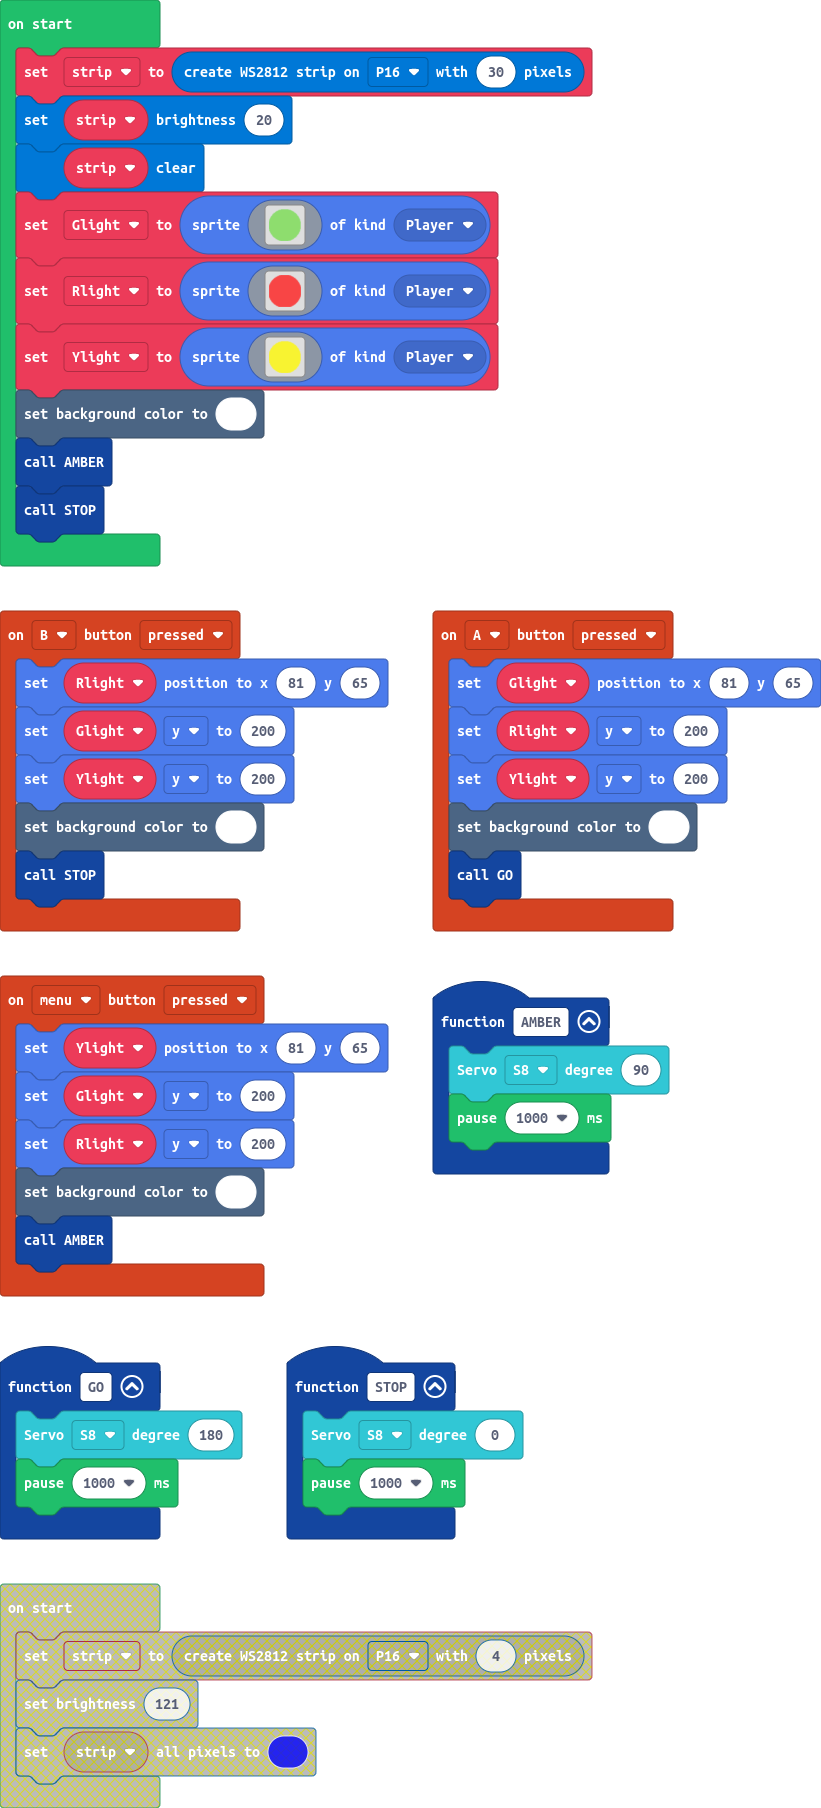 on start
set strip to create WS2812 strip on P16 with 30 pixels
set strip brightness 20
strip clear
set Glight to sprite of kind Player
set Rlight to sprite of kind Player
set Ylight to sprite of kind Player
set background color to
call AMBER
call STOP
on B button pressed
set Rlight position to x 81 y 65
set Glight y to 200
set Ylight y to 200
set background color to
call STOP
on A button pressed
set Glight position to x 81 y 65
set Rlight y to 200
set Ylight y to 200
set background color to
call GO
on menu button pressed
set Ylight position to x 81 y 65
set Glight y to 200
set Rlight y to 200
set background color to
call AMBER
function AMBER
Servo S8 degree 90
pause 1000 ms
function GO
Servo S8 degree 180
pause 1000 ms
function STOP
Servo S8 degree 0
pause 1000 ms
on start
set strip to create WS2812 strip on P16 with 4 pixels
set brightness 121
set strip all pixels to